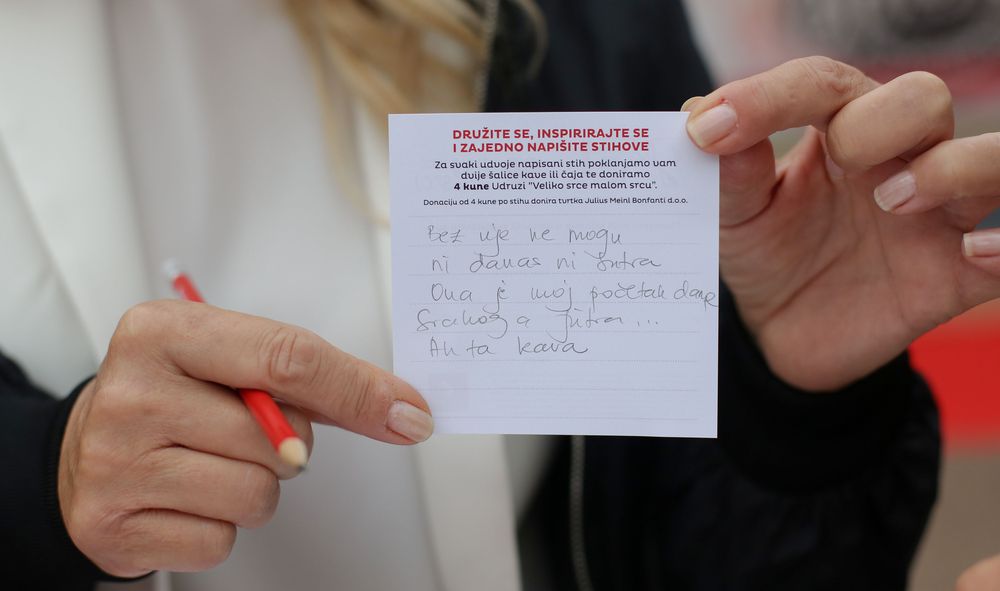 DRUŽITE SE, INSPIRIRAJTE SE
I ZAJEDNO NAPIŠITE STIHOVE
Za svaki udvoje napisani stih poklanjamo vam
dvije šalice kave ili čaja te doniramo
4 kune Udruzi "Veliko srce malom srcu".
Donaciju od 4 kune po stihu donira tvrtka Julius Meinl Bonfanti d.o.o.
Bez nje ne mogu
ni danas ni sutra
Ona je moj početak dana
Svakog a jutra...
Ah ta kava